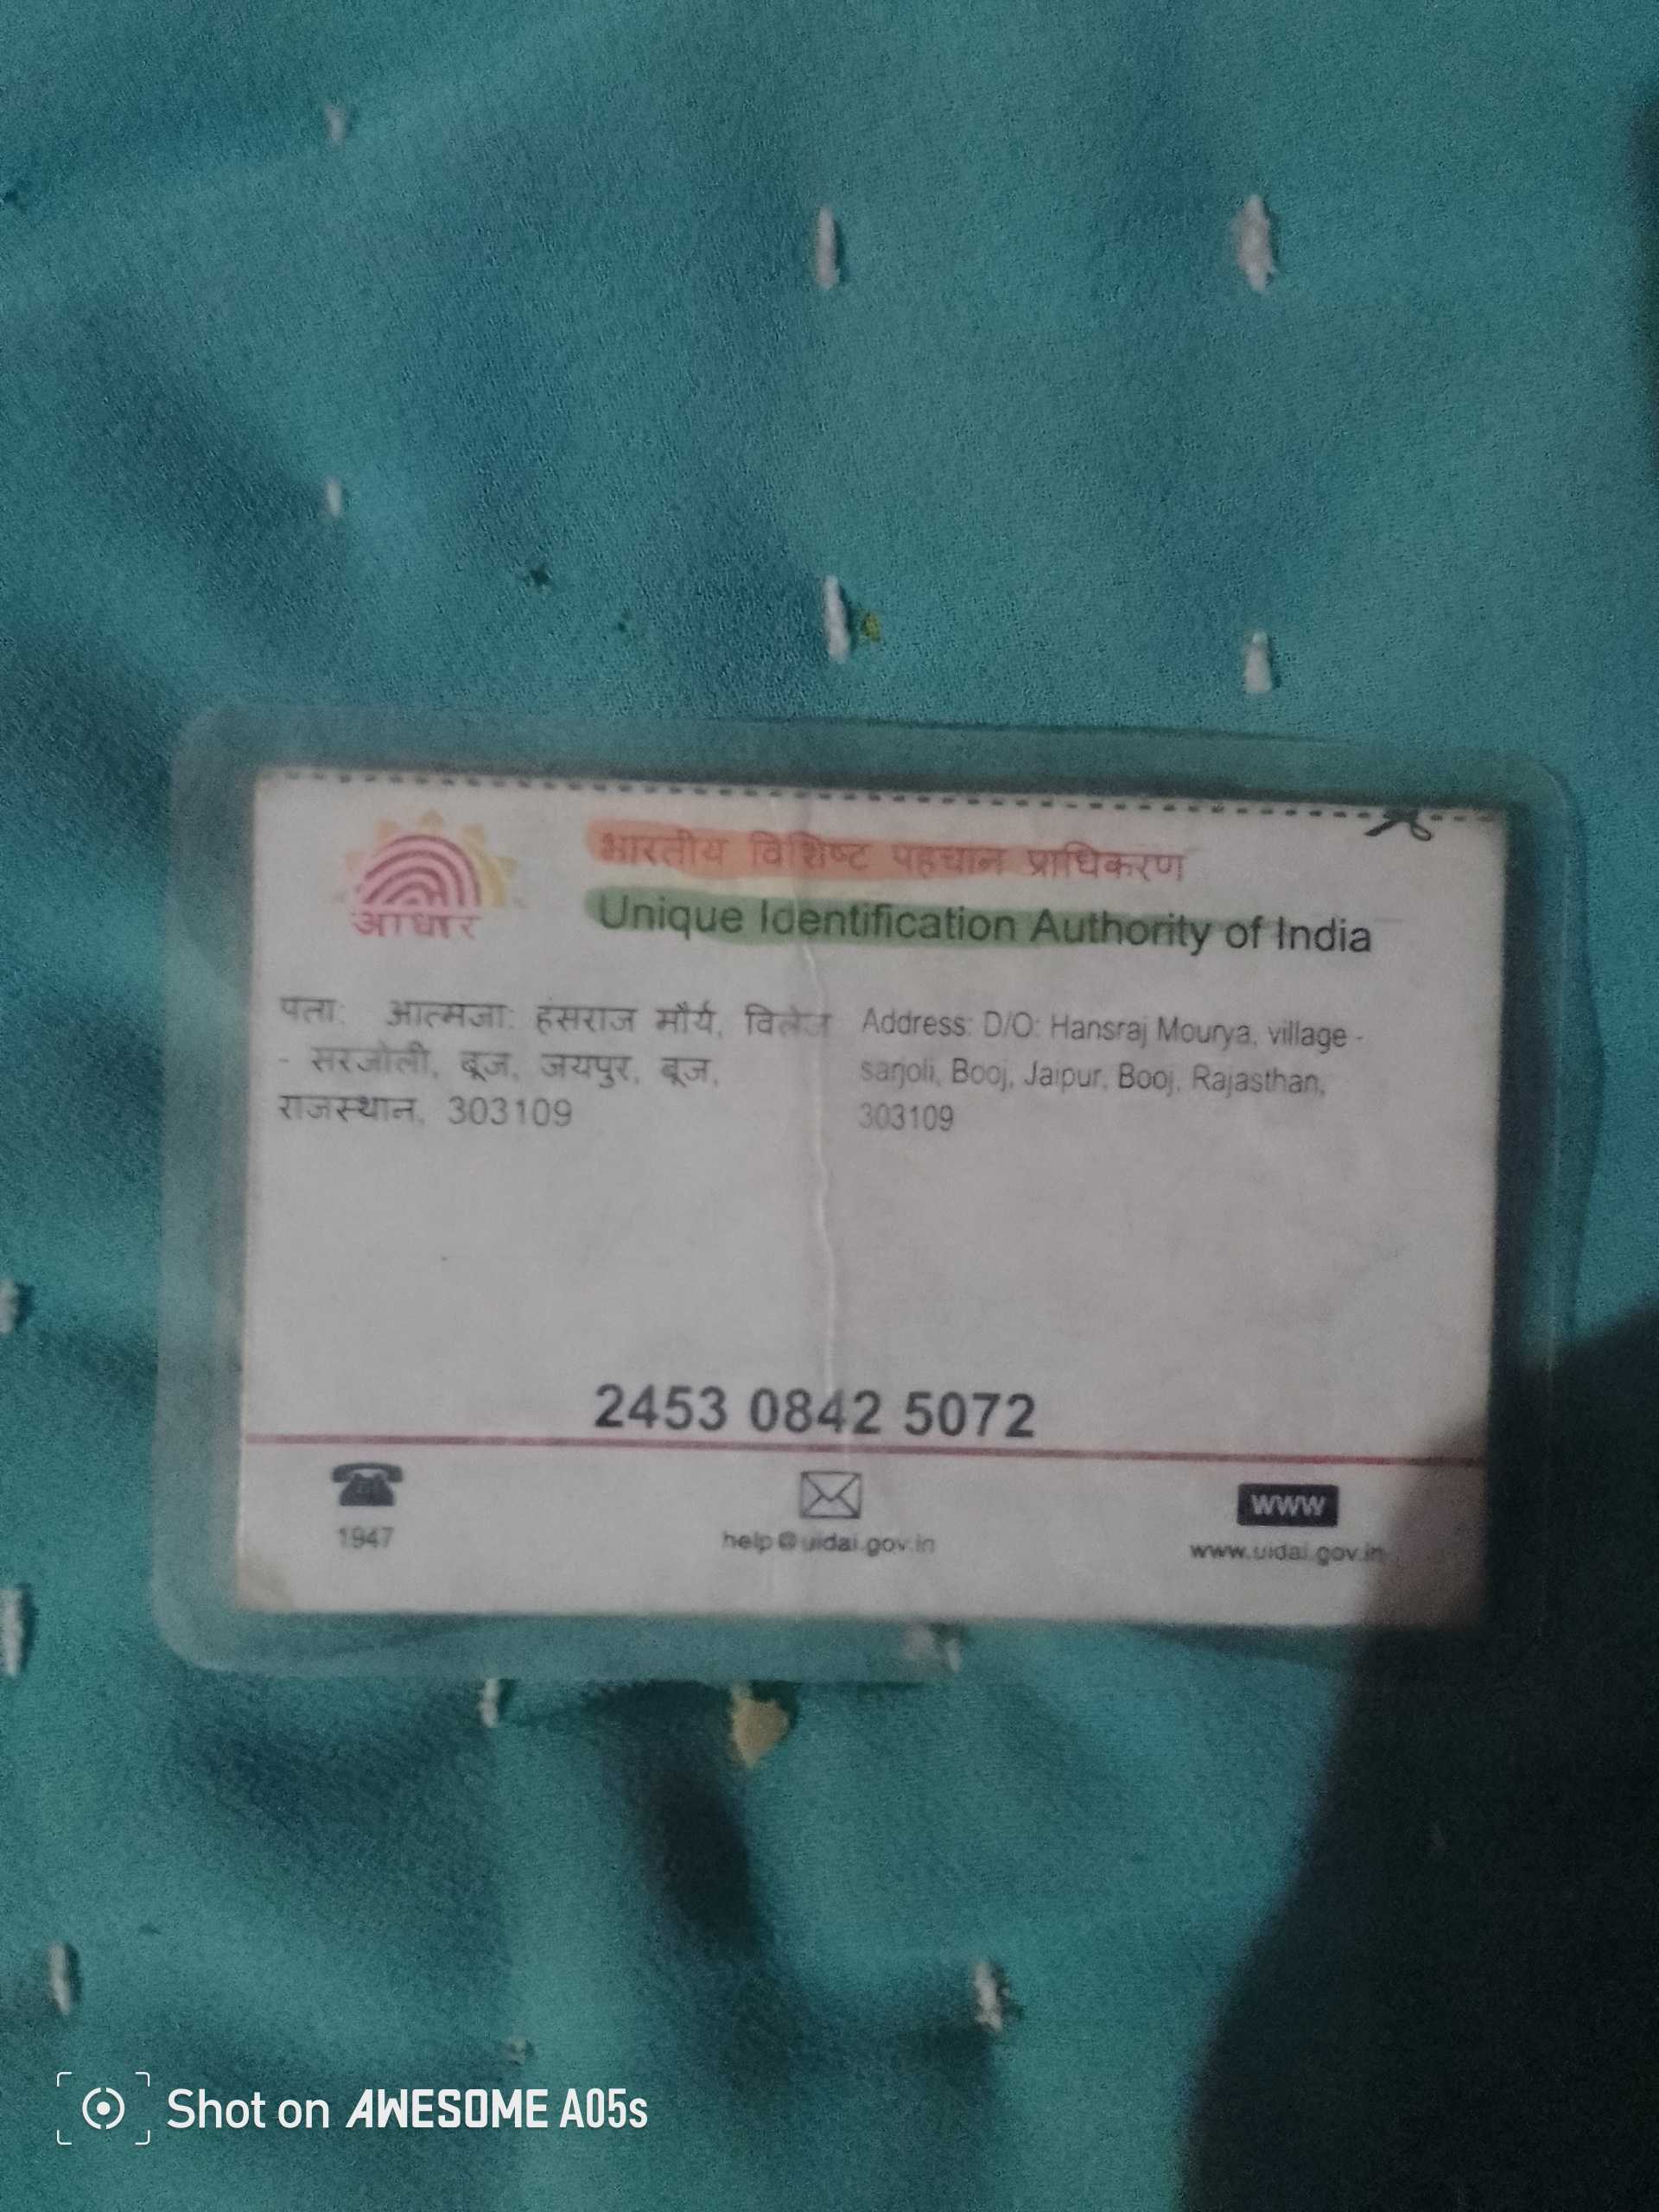 आधार
भारतीय विशिष्ट पहचान प्राधिकरण
Unique Identification Authority of India
पता: आत्मजा: हंसराज मौर्य, विलेज
- सरजोली, बूज, जयपुर, बूज,
राजस्थान, 303109
Address: D/O: Hansraj Mourya, village -
sarjoli, Booj, Jaipur, Booj, Rajasthan,
303109
2453 0842 5072
1947
help@uidai.gov.in
www
www.uidai.gov.in
Shot on AWESOME A05s